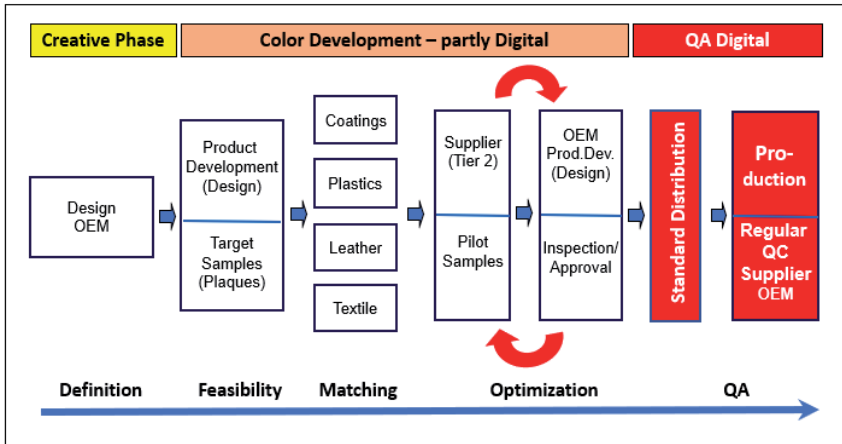 Creative Phase
Color Development – partly Digital
QA Digital
Design
OEM
Product
Development
(Design)
Target
Samples
(Plaques)
Coatings
Plastics
Leather
Textile
Supplier
(Tier 2)
Pilot
Samples
OEM
Prod.Dev.
(Design)
Inspection/
Approval
Standard Distribution
Pro-
duction
Regular
QC
Supplier
OEM
Definition
Feasibility
Matching
Optimization
QA